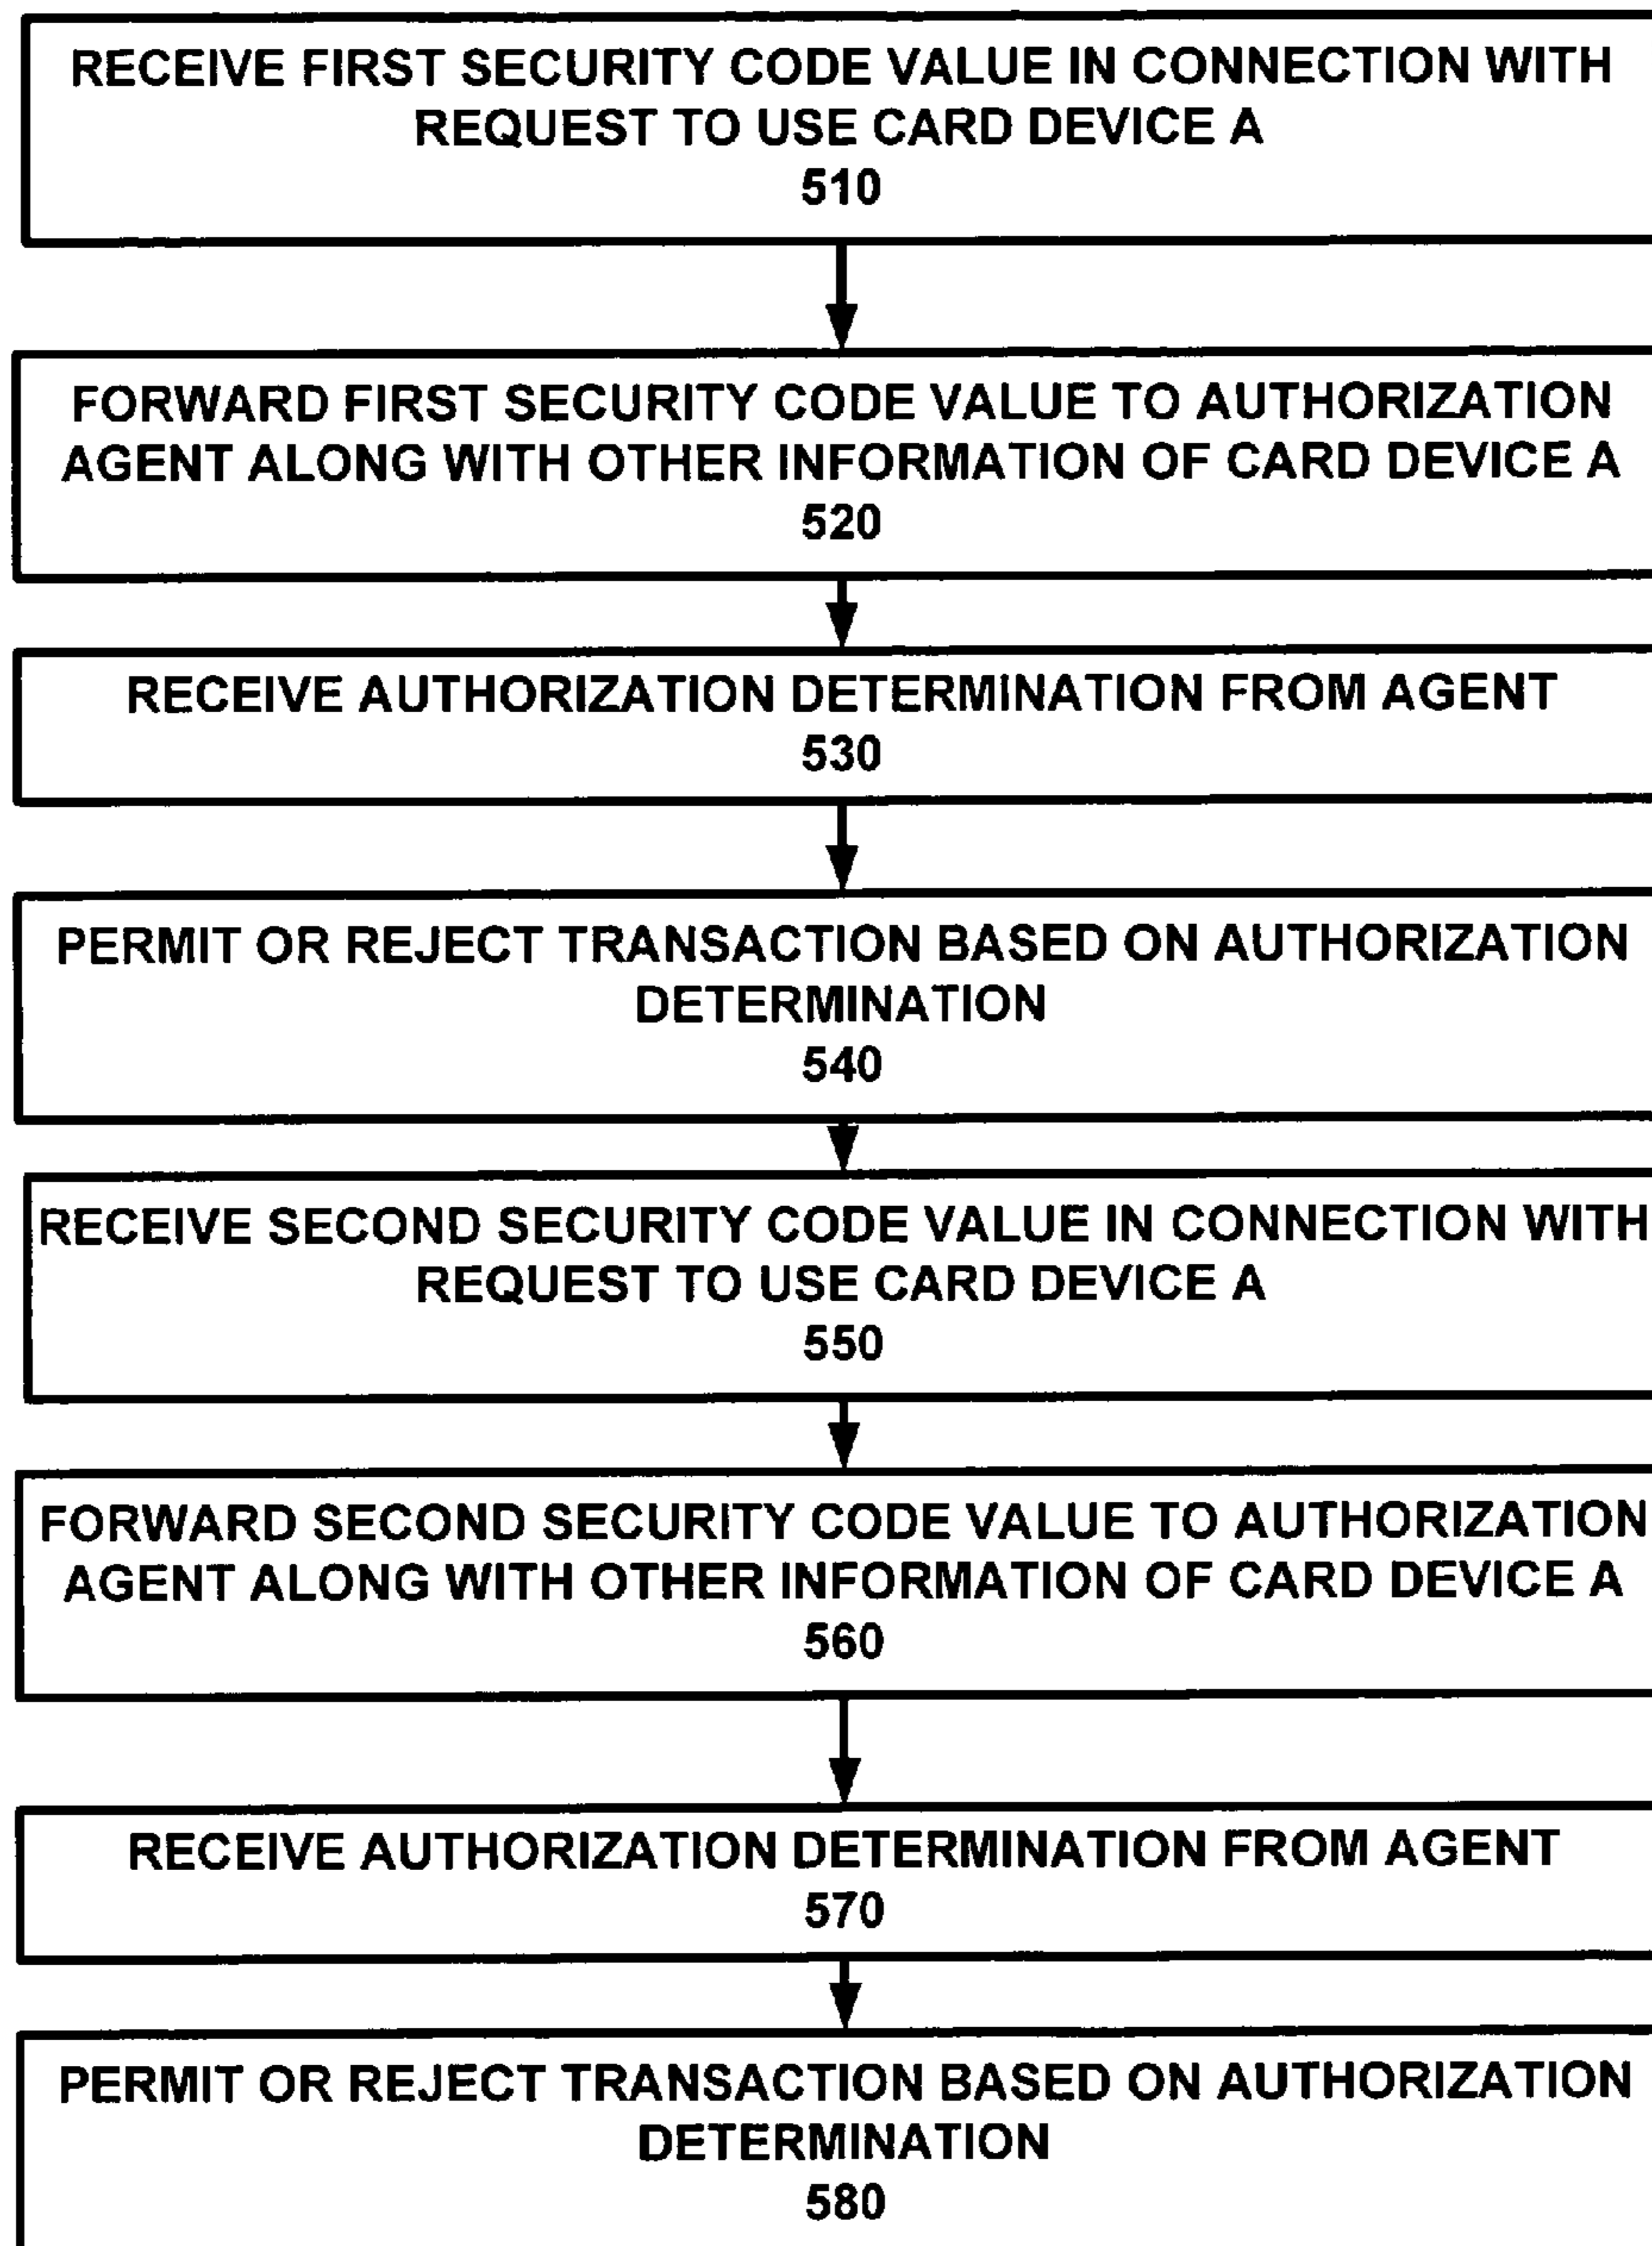 RECEIVE FIRST SECURITY CODE VALUE IN CONNECTION WITH
REQUEST TO USE CARD DEVICE A
510
FORWARD FIRST SECURITY CODE VALUE TO AUTHORIZATION
AGENT ALONG WITH OTHER INFORMATION OF CARD DEVICE A
520
RECEIVE AUTHORIZATION DETERMINATION FROM AGENT
530
PERMIT OR REJECT TRANSACTION BASED ON AUTHORIZATION
DETERMINATION
540
RECEIVE SECOND SECURITY CODE VALUE IN CONNECTION WITH
REQUEST TO USE CARD DEVICE A
550
FORWARD SECOND SECURITY CODE VALUE TO AUTHORIZATION
AGENT ALONG WITH OTHER INFORMATION OF CARD DEVICE A
560
RECEIVE AUTHORIZATION DETERMINATION FROM AGENT
570
PERMIT OR REJECT TRANSACTION BASED ON AUTHORIZATION
DETERMINATION
580